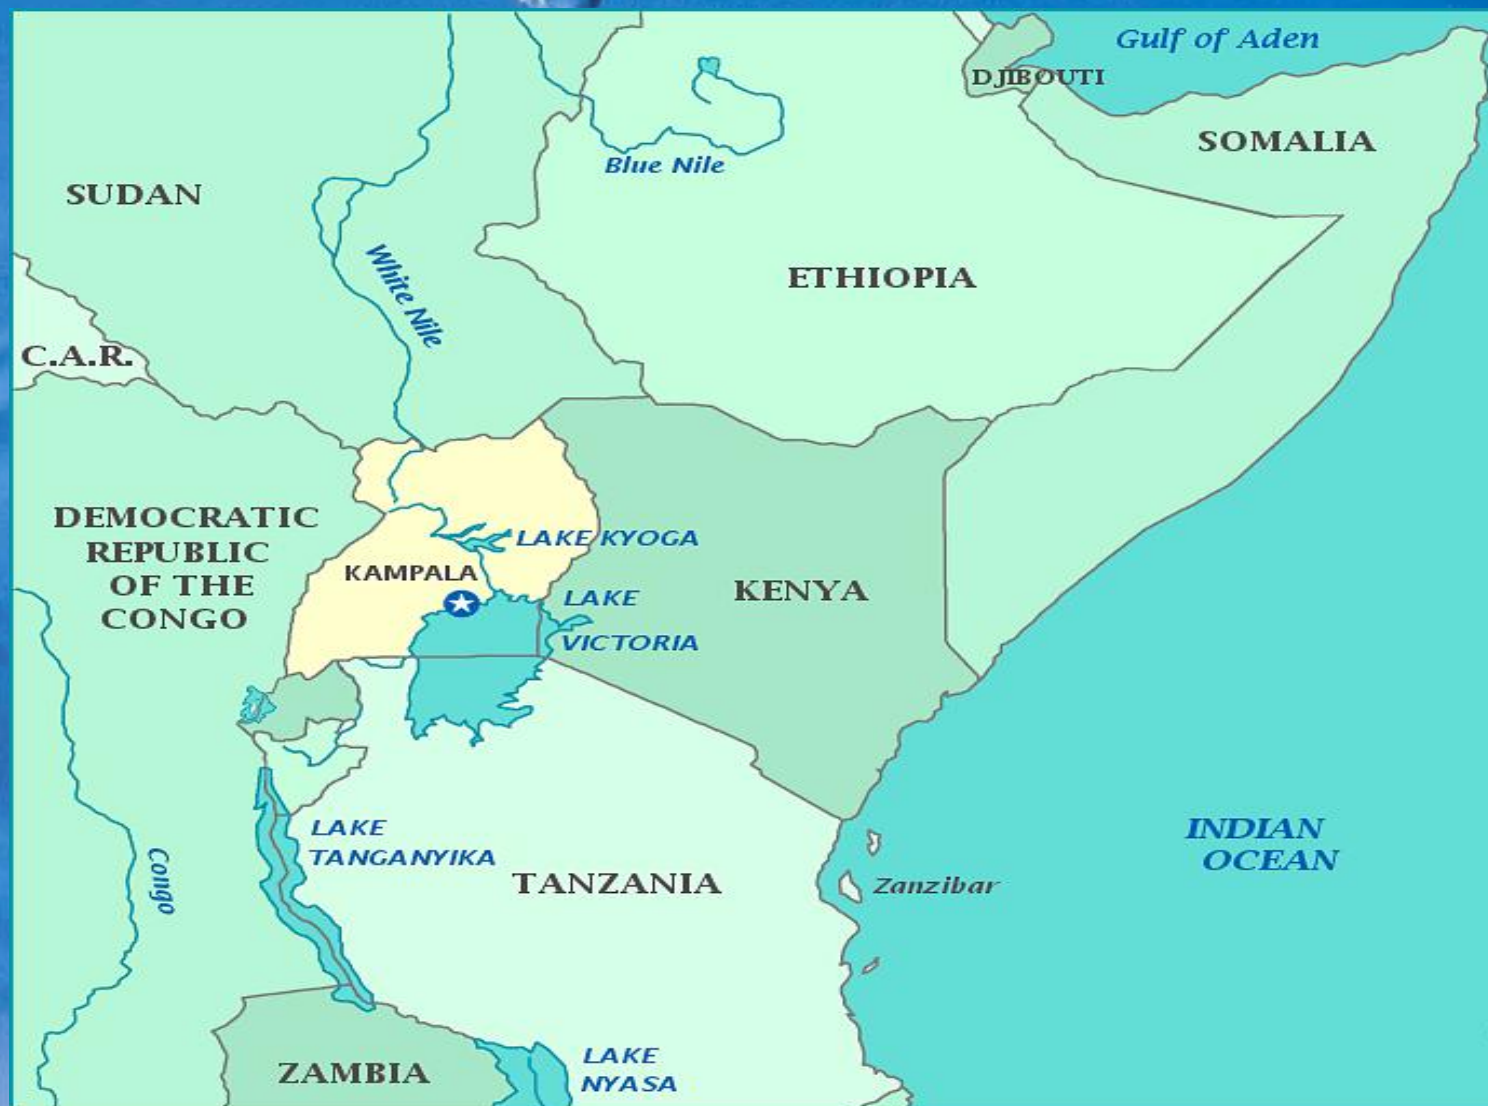 Gulf of Aden
DJIBOUTI
SOMALIA
Blue Nile
SUDAN
White Nile
ETHIOPIA
C.A.R.
DEMOCRATIC
REPUBLIC
OF THE
CONGO
LAKE KYOGA
KAMPALA
KENYA
LAKE
VICTORIA
LAKE
TANGANYIKA
INDIAN
OCEAN
Congo
TANZANIA
Zanzibar
ZAMBIA
LAKE
NYASA